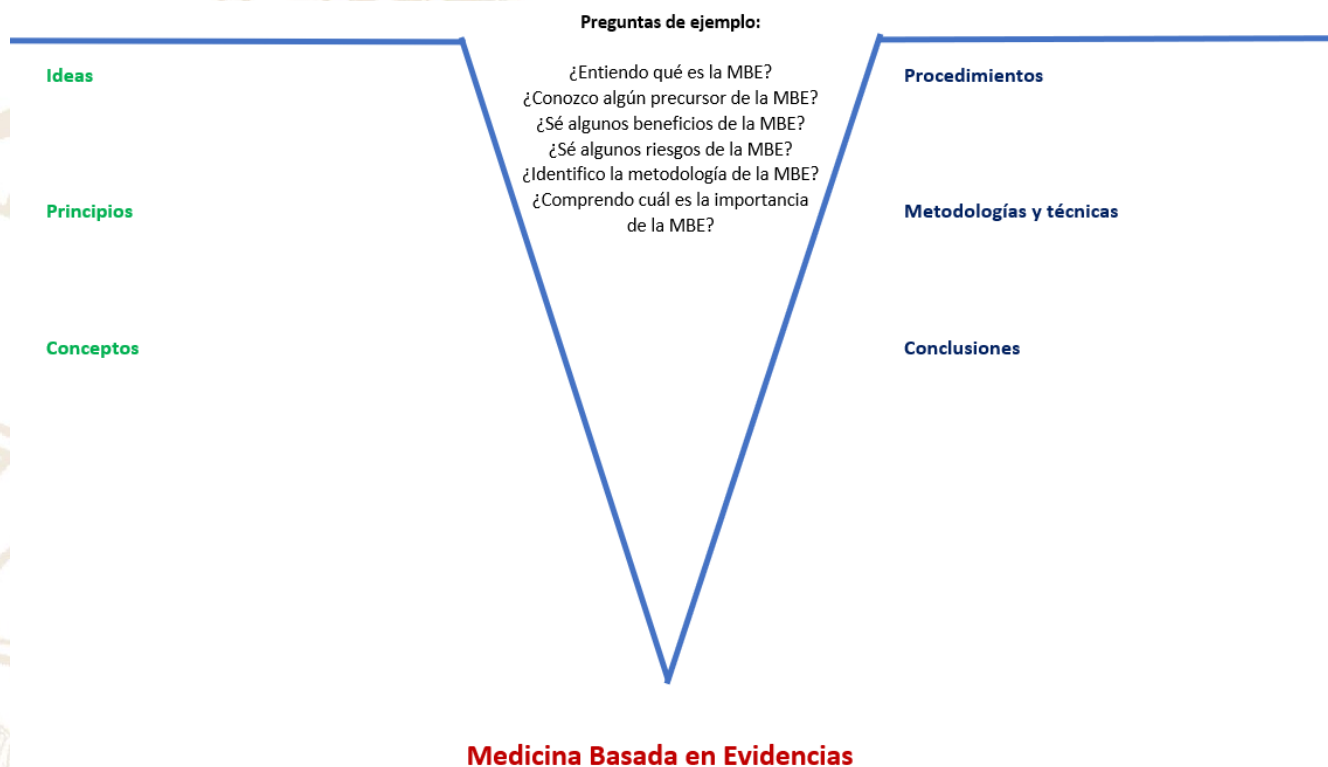 Preguntas de ejemplo:
Ideas
Principios
Conceptos
¿Entiendo qué es la MBE?
¿Conozco algún precursor de la MBE?
¿Sé algunos beneficios de la MBE?
¿Sé algunos riesgos de la MBE?
¿Identifico la metodología de la MBE?
¿Comprendo cuál es la importancia
de la MBE?
Procedimientos
Metodologías y técnicas
Conclusiones
Medicina Basada en Evidencias